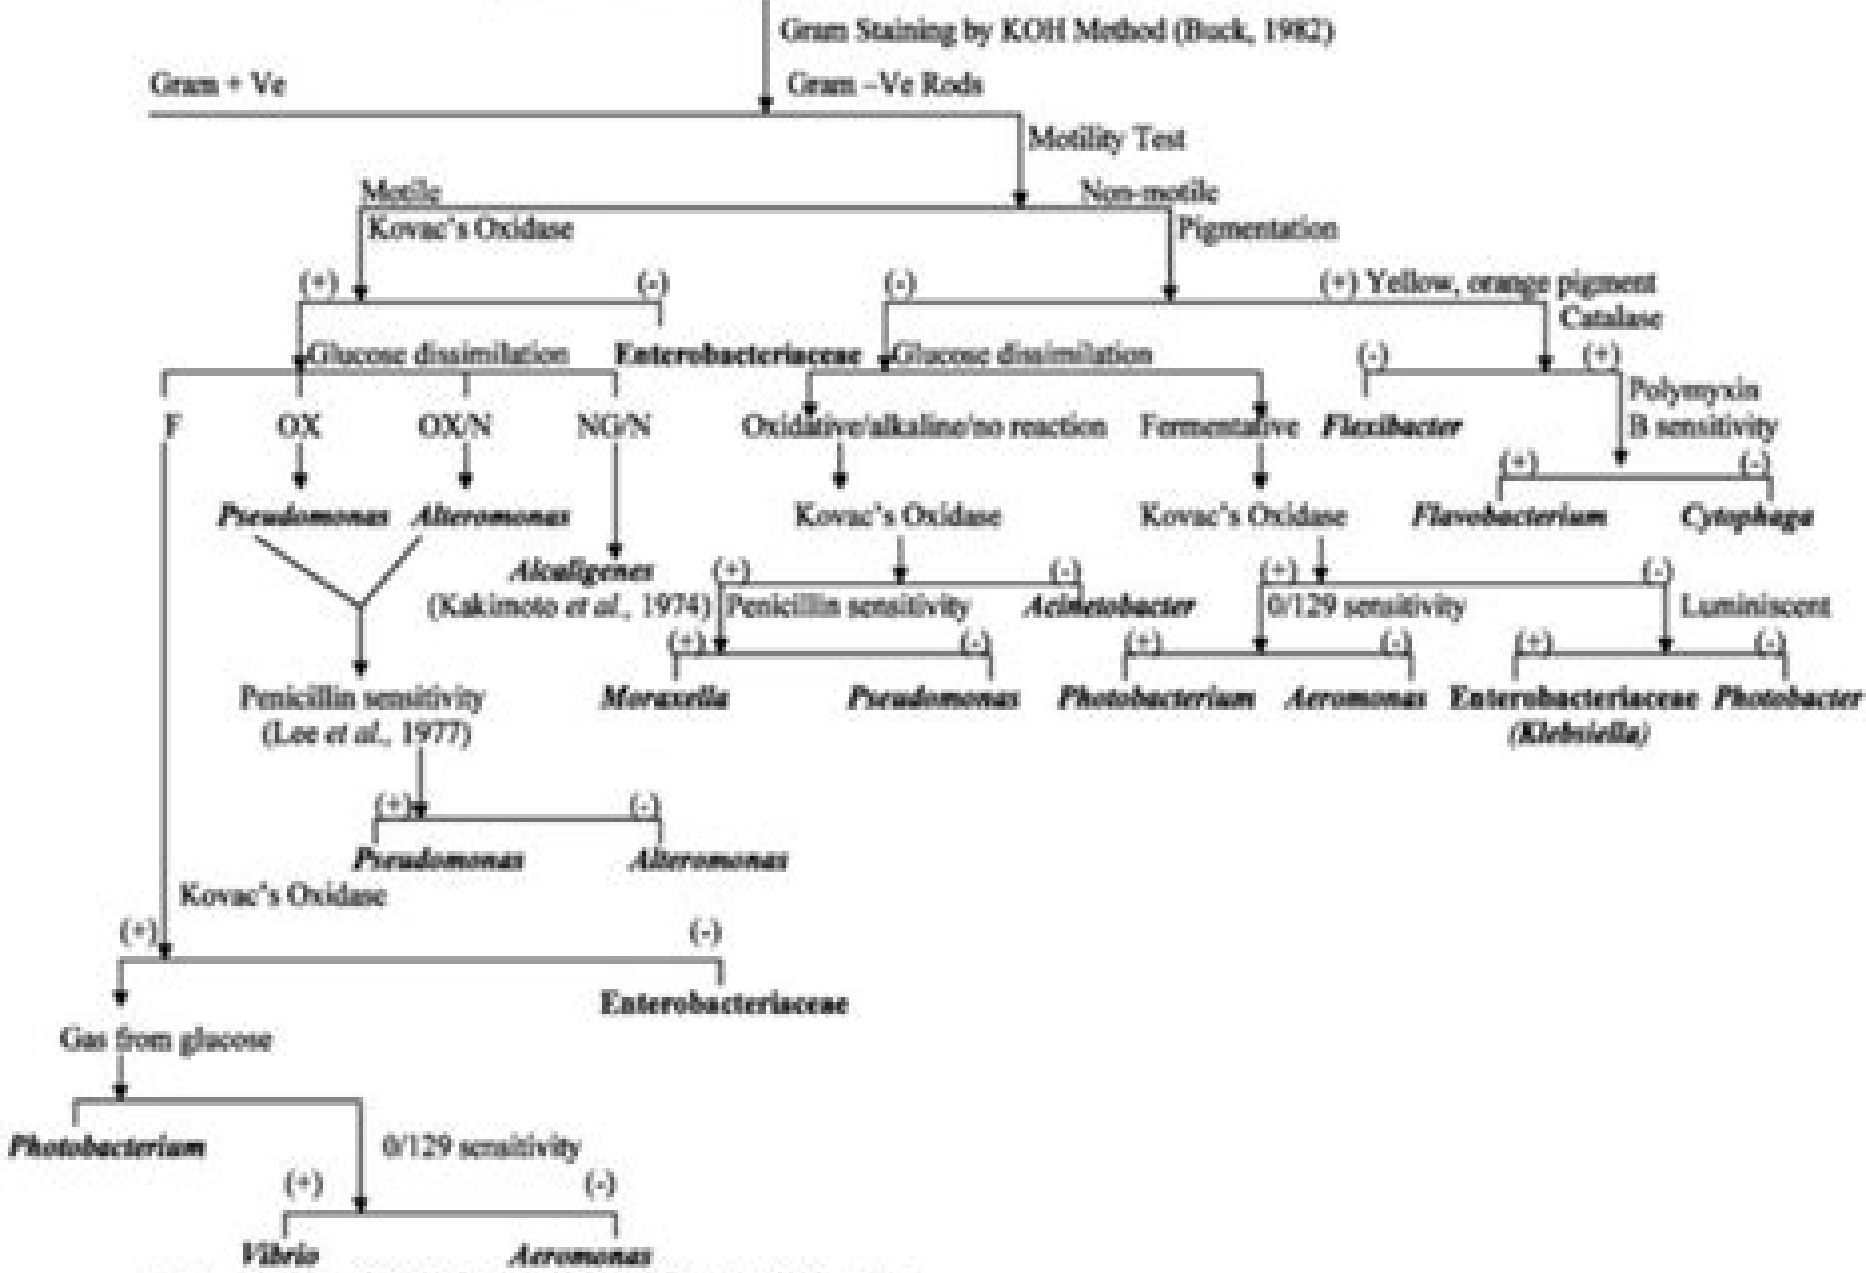 Gram Staining by KOH Method (Buck, 1982)
Gram + Ve
Gram –Ve Rods
Motility Test
Motile
Non-motile
Kovac's Oxidase
Pigmentation
(+)
(-)
(-)
(+) Yellow, orange pigment
Catalase
Glucose dissimilation
Enterobacteriaceae
Glucose dissimilation
(-)
(+)
Polymyxin
B sensitivity
F
OX
OX/N
NG/N
Oxidative/alkaline/no reaction
Fermentative
Flexibacter
(+)
(-)
Pseudomonas
Alteromonas
Kovac's Oxidase
Kovac's Oxidase
Flavobacterium
Cytophaga
Alcaligenes
(Kakimoto et al., 1974)
(+)
(-)
(+)
(-)
Penicillin sensitivity
Acinetobacter
0/129 sensitivity
Luminiscent
(+)
(-)
(+)
(-)
(+)
(-)
Penicillin sensitivity
(Lee et al., 1977)
Moraxella
Pseudomonas
Photobacterium
Aeromonas
Enterobacteriaceae
(Klebsiella)
Photobacter
(+)
(-)
Pseudomonas
Alteromonas
Kovac's Oxidase
(+)
(-)
Enterobacteriaceae
Gas from glucose
Photobacterium
0/129 sensitivity
(+)
(-)
Vibrio
Aeromonas